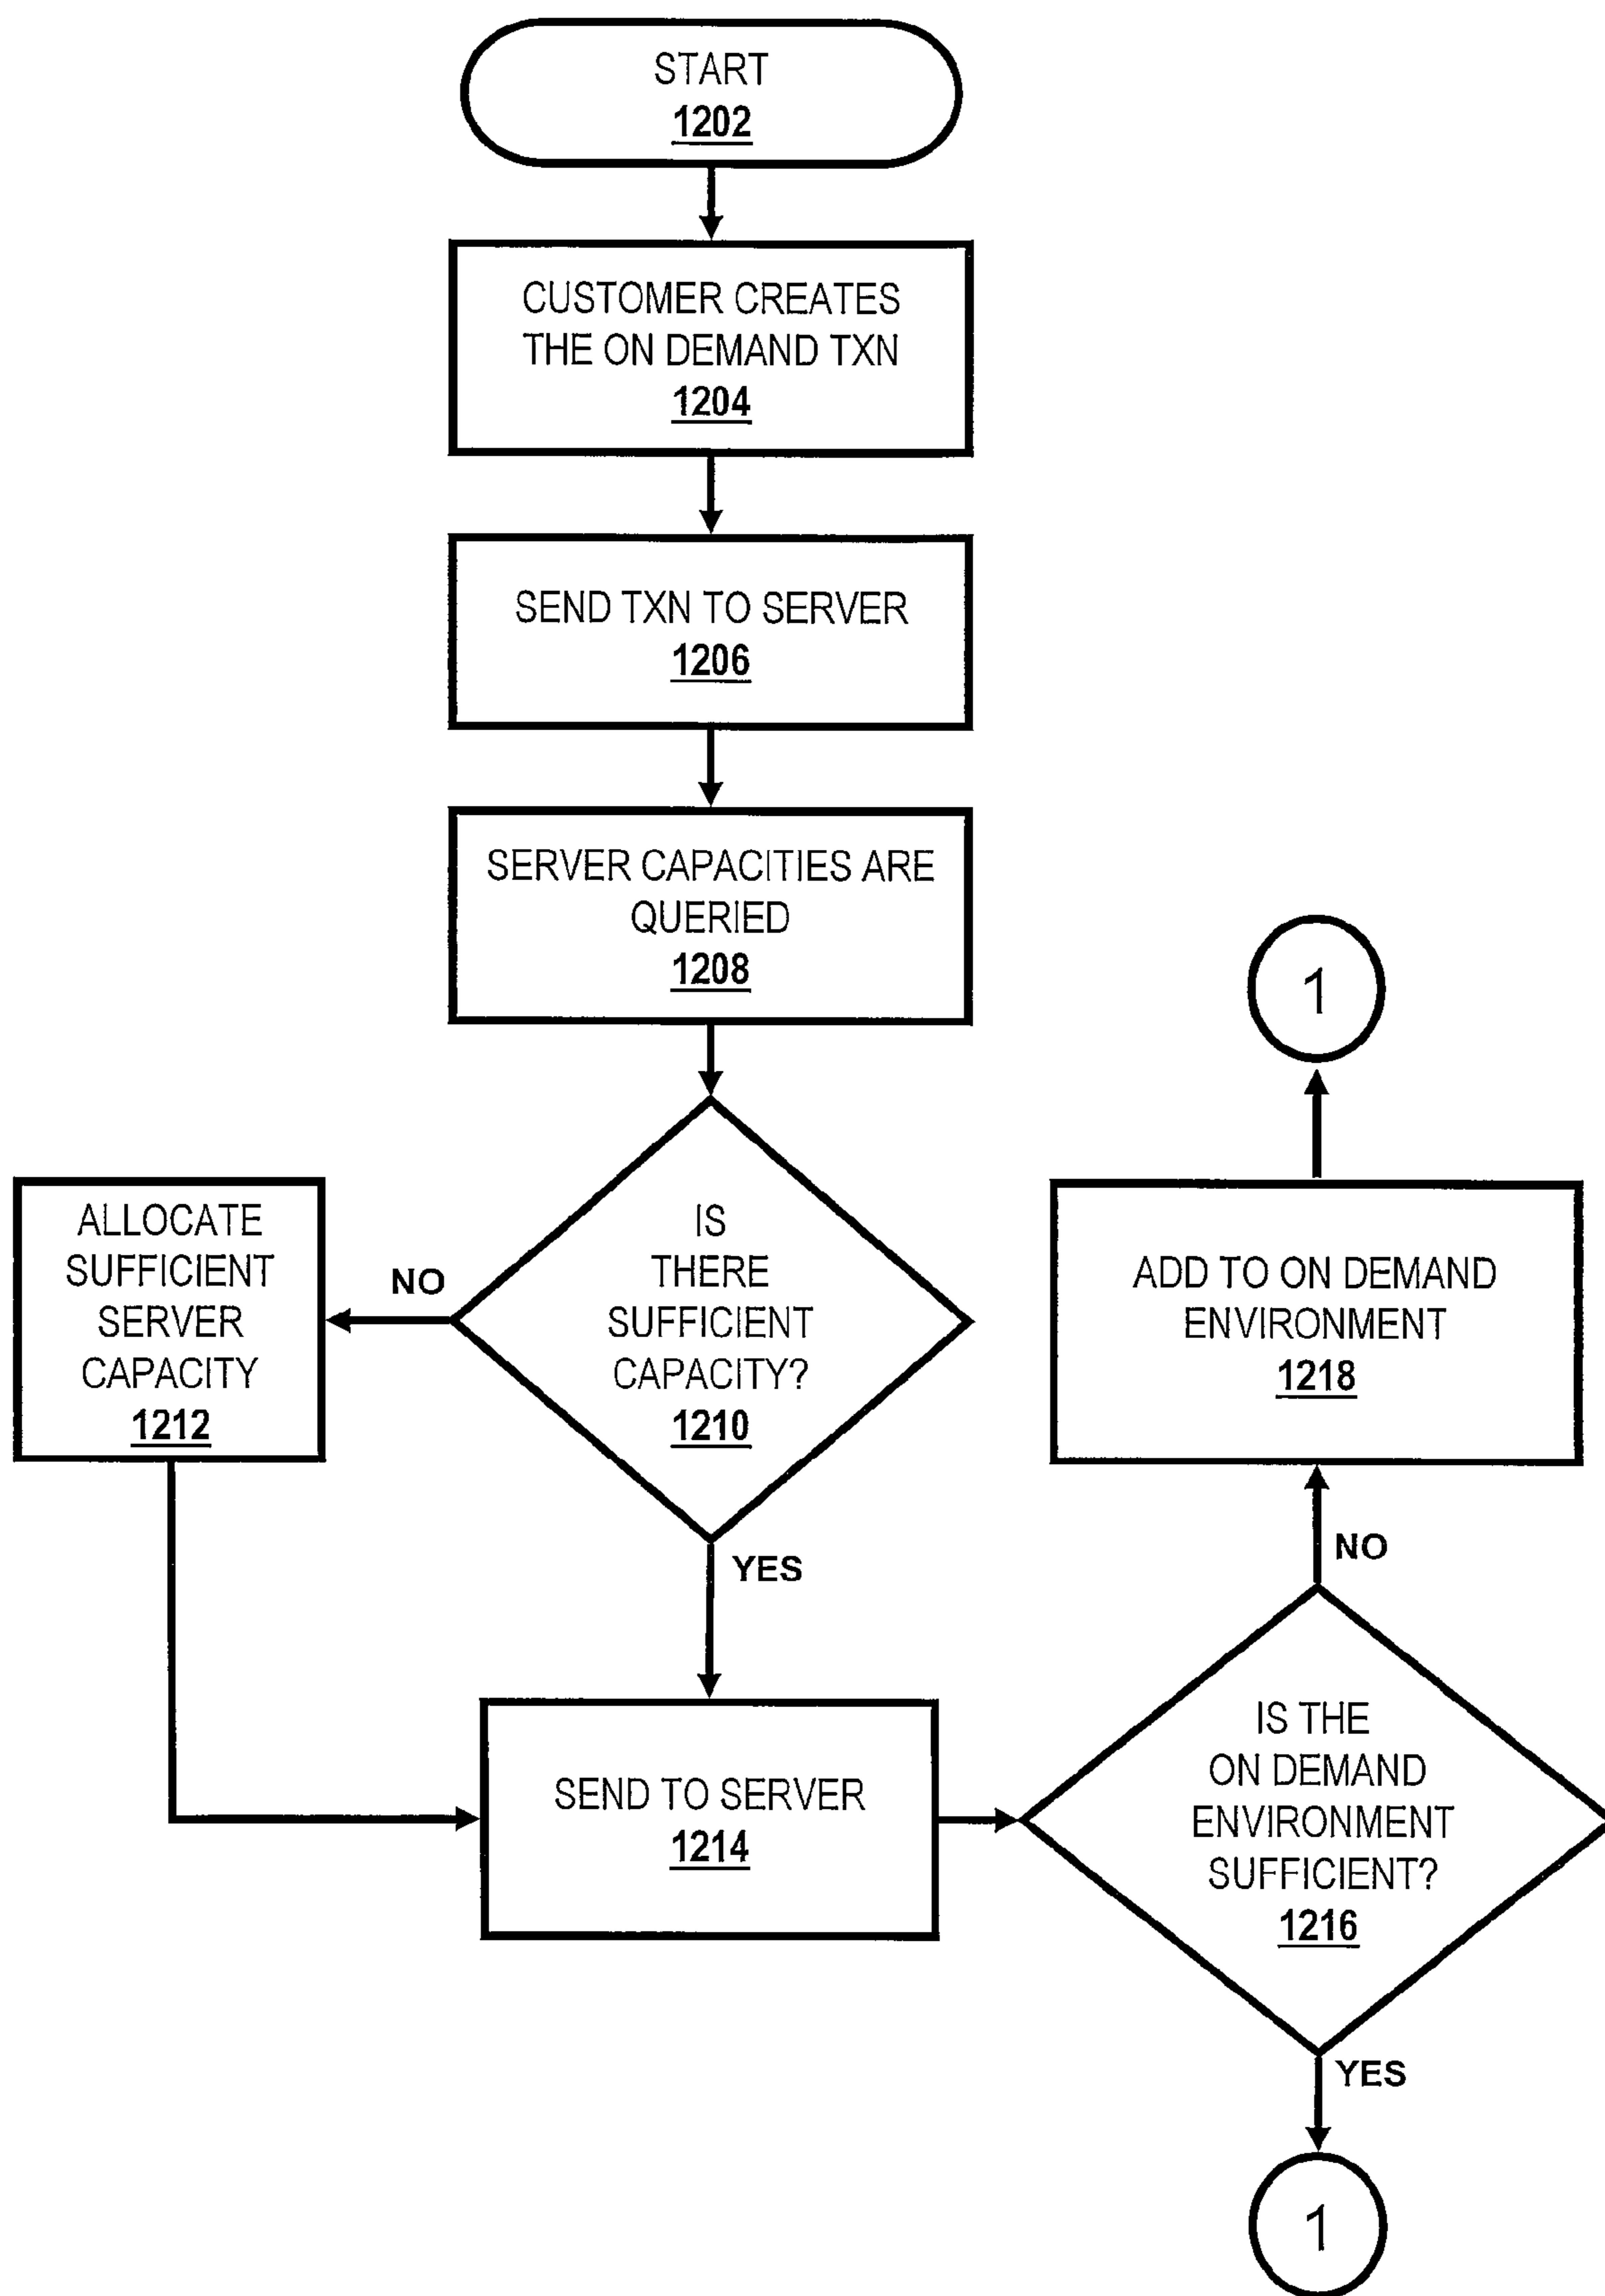 START
1202
CUSTOMER CREATES
THE ON DEMAND TXN
1204
SEND TXN TO SERVER
1206
SERVER CAPACITIES ARE
QUERIED
1208
IS
THERE
SUFFICIENT
CAPACITY?
1210
NO
ALLOCATE
SUFFICIENT
SERVER
CAPACITY
1212
YES
SEND TO SERVER
1214
IS THE
ON DEMAND
ENVIRONMENT
SUFFICIENT?
1216
NO
ADD TO ON DEMAND
ENVIRONMENT
1218
1
YES
1